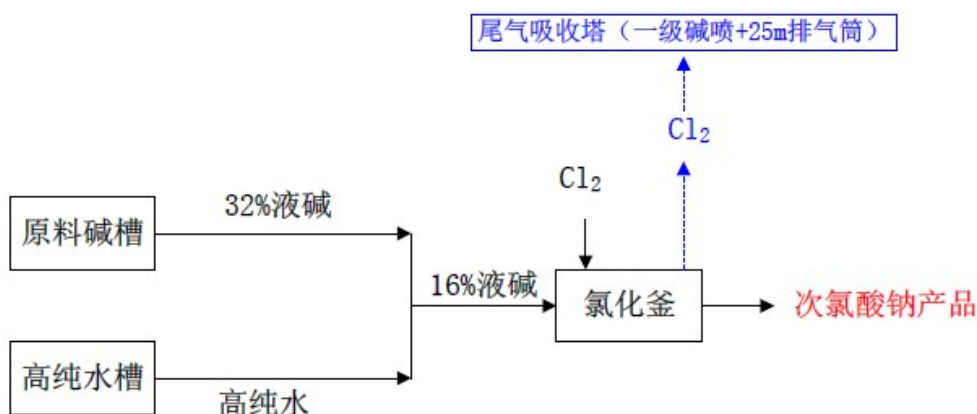 尾气吸收塔（一级碱喷+25m排气筒）
Cl₂
Cl₂
32%液碱
原料碱槽
16%液碱
氯化釜
次氯酸钠产品
高纯水槽
高纯水